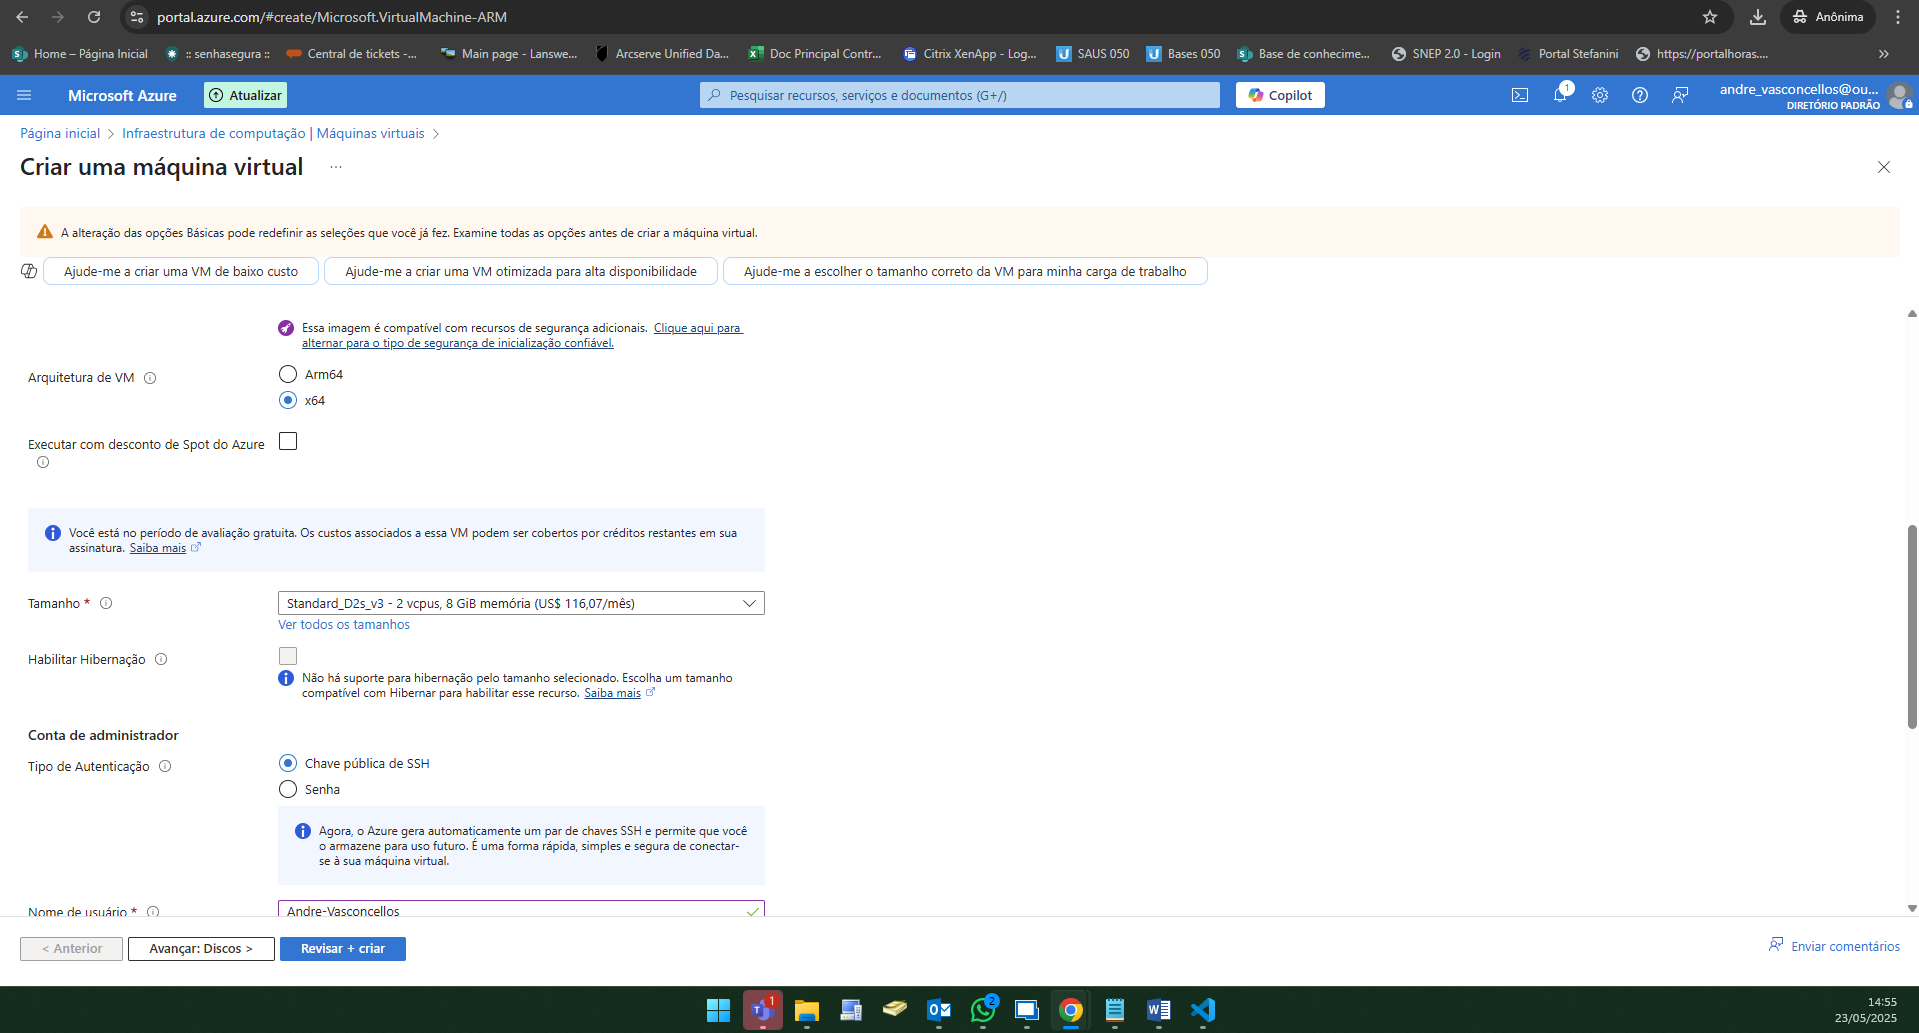 portal.azure.com/#create/Microsoft.VirtualMachine-ARM
Anônima
Home – Página Inicial
:: senhasegura ::
Central de tickets -...
Main page - Lanswe...
Arcserve Unified Da...
Doc Principal Contr...
Citrix XenApp - Log...
SAUS 050
Bases 050
Base de conhecime...
SNEP 2.0 - Login
Portal Stefanini
https://portalhoras....
Microsoft Azure
Atualizar
Pesquisar recursos, serviços e documentos (G+/)
Copilot
1
andre_vasconcellos@ou...
DIRETÓRIO PADRÃO
Página inicial > Infraestrutura de computação | Máquinas virtuais >
Criar uma máquina virtual ...
A alteração das opções Básicas pode redefinir as seleções que você já fez. Examine todas as opções antes de criar a máquina virtual.
Ajude-me a criar uma VM de baixo custo
Ajude-me a criar uma VM otimizada para alta disponibilidade
Ajude-me a escolher o tamanho correto da VM para minha carga de trabalho
Essa imagem é compatível com recursos de segurança adicionais. Clique aqui para
alternar para o tipo de segurança de inicialização confiável.
Arquitetura de VM
Arm64
x64
Executar com desconto de Spot do Azure
Você está no período de avaliação gratuita. Os custos associados a essa VM podem ser cobertos por créditos restantes em sua
assinatura. Saiba mais
Tamanho *
Standard_D2s_v3 - 2 vcpus, 8 GiB memória (US$ 116,07/mês)
Ver todos os tamanhos
Habilitar Hibernação
Não há suporte para hibernação pelo tamanho selecionado. Escolha um tamanho
compatível com Hibernar para habilitar esse recurso. Saiba mais
Conta de administrador
Tipo de Autenticação
Chave pública de SSH
Senha
Agora, o Azure gera automaticamente um par de chaves SSH e permite que você
o armazene para uso futuro. É uma forma rápida, simples e segura de conectar-
se à sua máquina virtual.
Nome de usuário *
Andre-Vasconcellos
< Anterior
Avançar: Discos >
Revisar + criar
Enviar comentários
1
2
14:55
23/05/2025